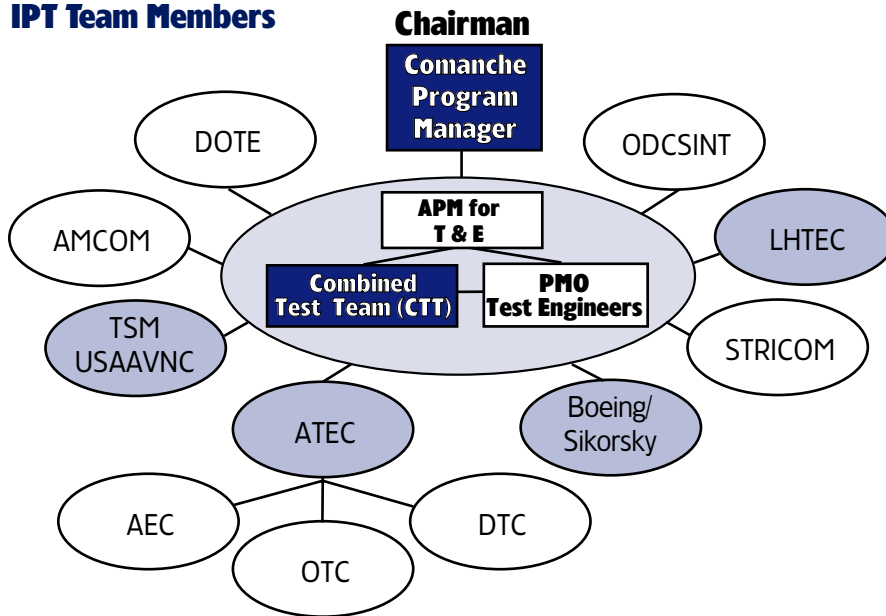 IPT Team Members
Chairman
Comanche
Program
Manager
DOTE
ODCSINT
APM for
T & E
AMCOM
LHTEC
Combined
Test Team (CTT)
PMO
Test Engineers
TSM
USAAVNC
STRICOM
ATEC
Boeing/
Sikorsky
AEC
OTC
DTC